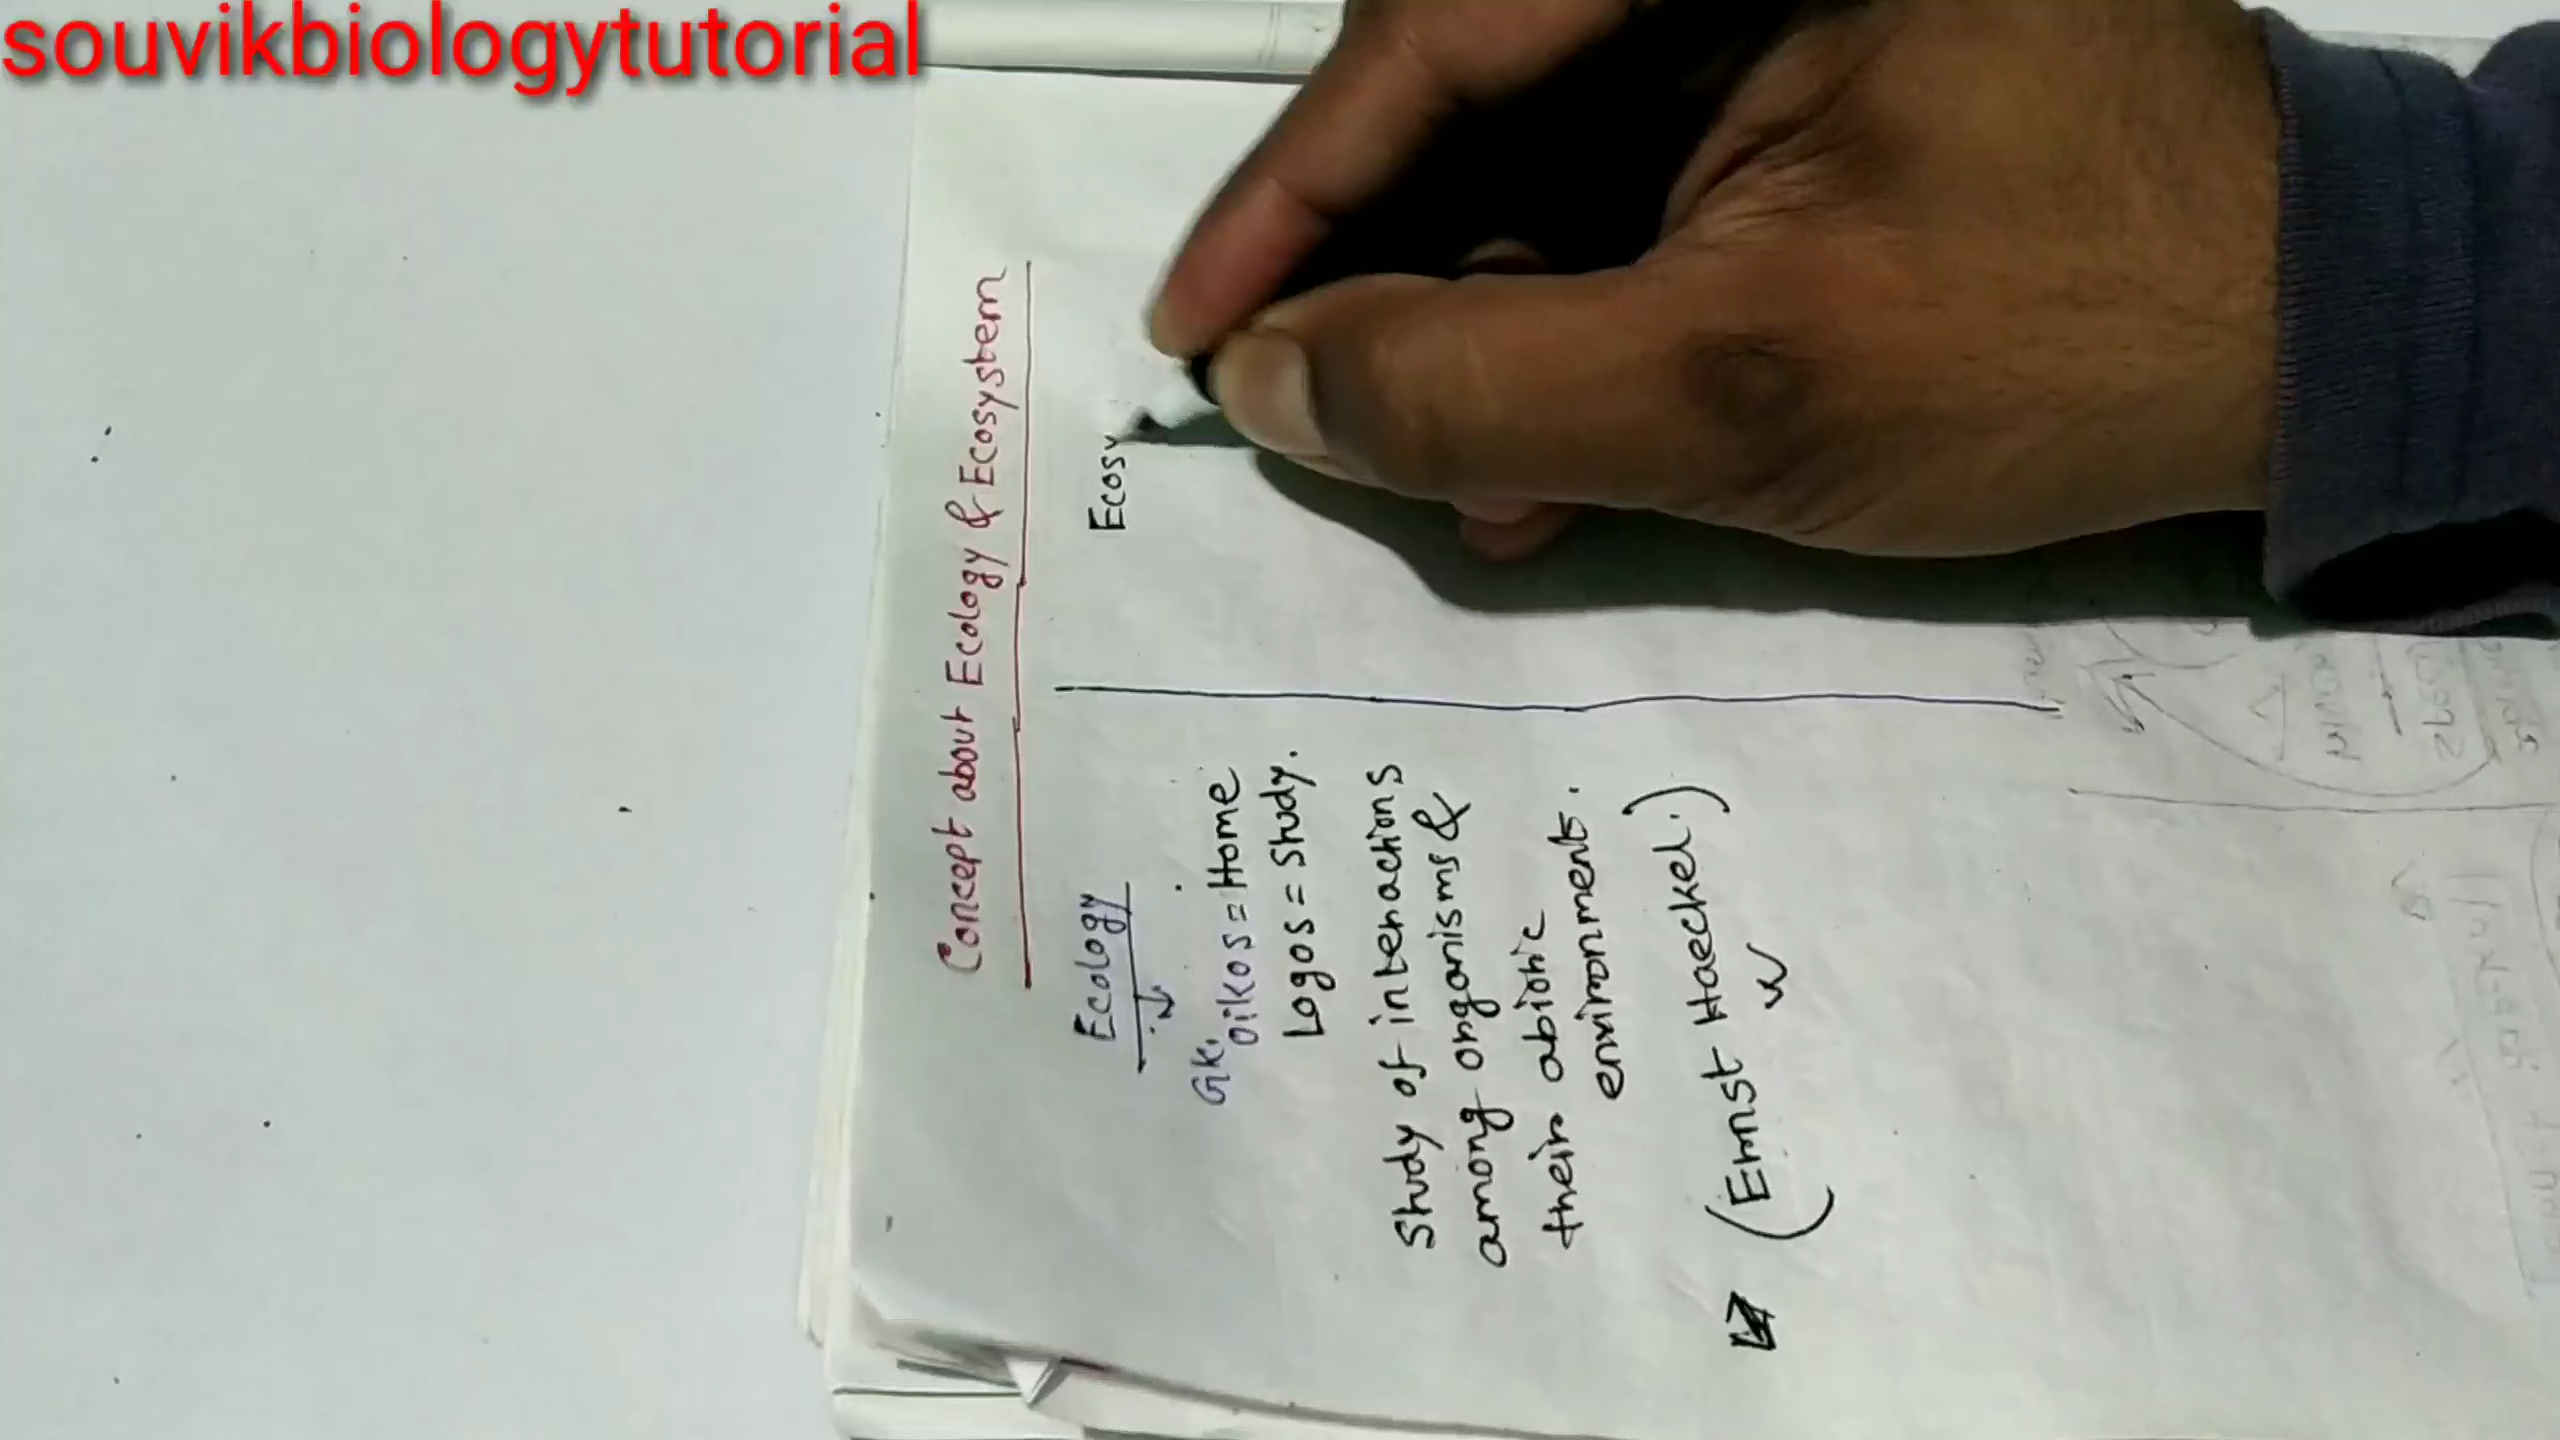 souvikbiologytutorial
Concept about Ecology & Ecosystem
Ecology
Gk. Oikos = Home
Logos = Study.
Study of interactions
among organisms &
their abiotic
environments.
(Ernst Haeckel.)
Ecosy